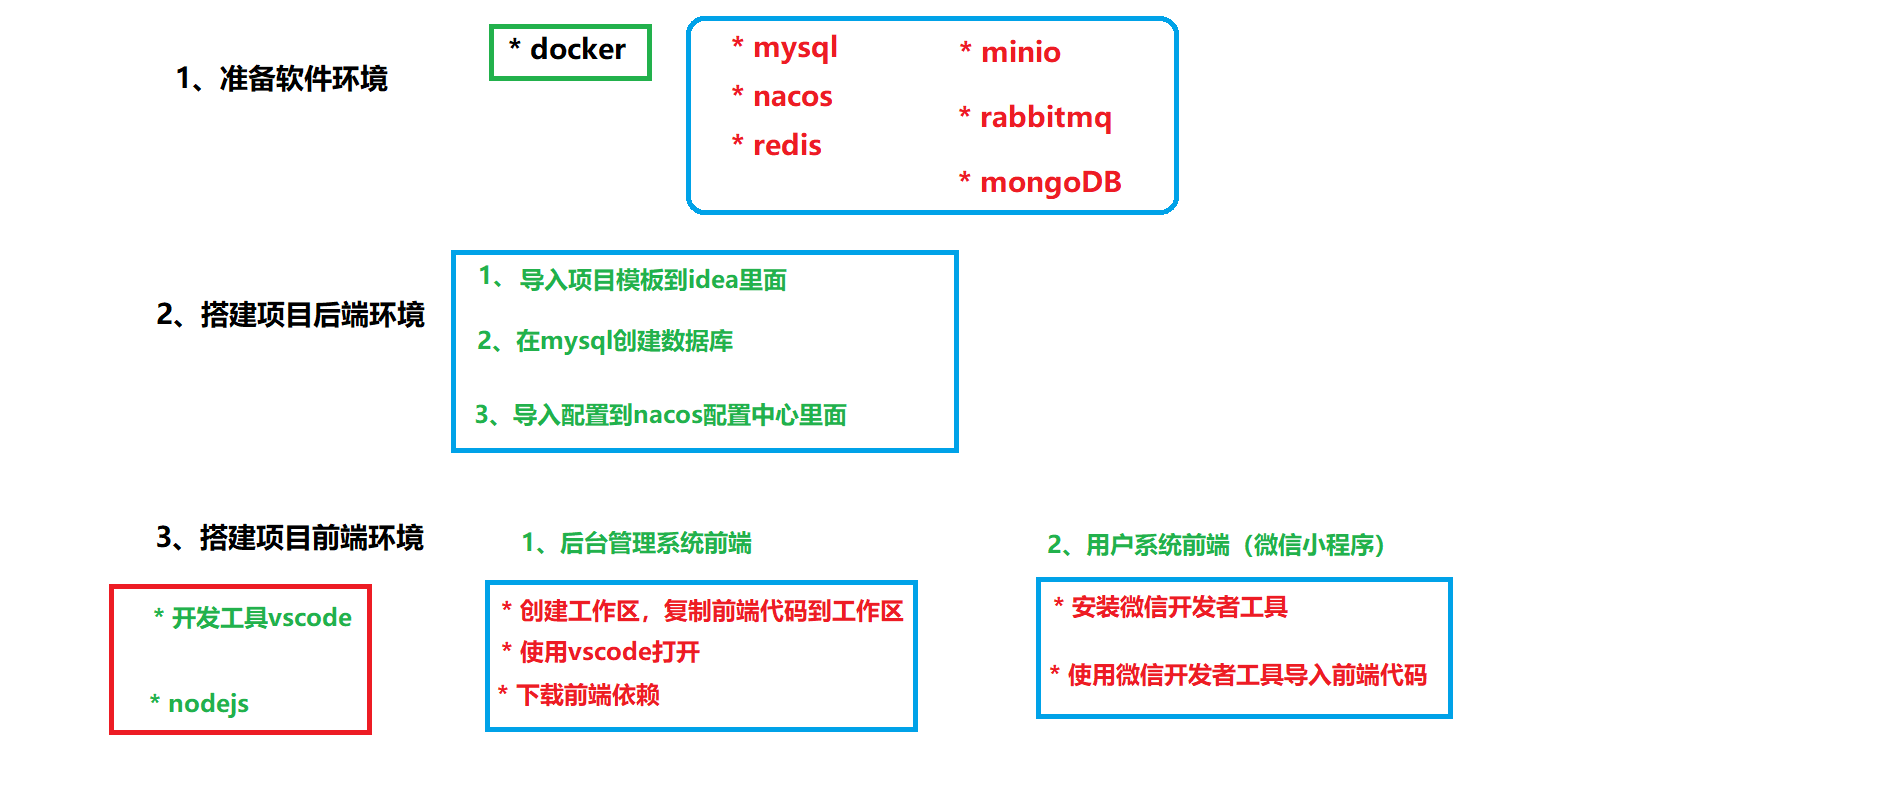 1、准备软件环境
* docker
* mysql
* nacos
* redis
* minio
* rabbitmq
* mongoDB
2、搭建项目后端环境
1、导入项目模板到idea里面
2、在mysql创建数据库
3、导入配置到nacos配置中心里面
3、搭建项目前端环境
* 开发工具vscode
* nodejs
1、后台管理系统前端
* 创建工作区，复制前端代码到工作区
* 使用vscode打开
* 下载前端依赖
2、用户系统前端（微信小程序）
* 安装微信开发者工具
* 使用微信开发者工具导入前端代码